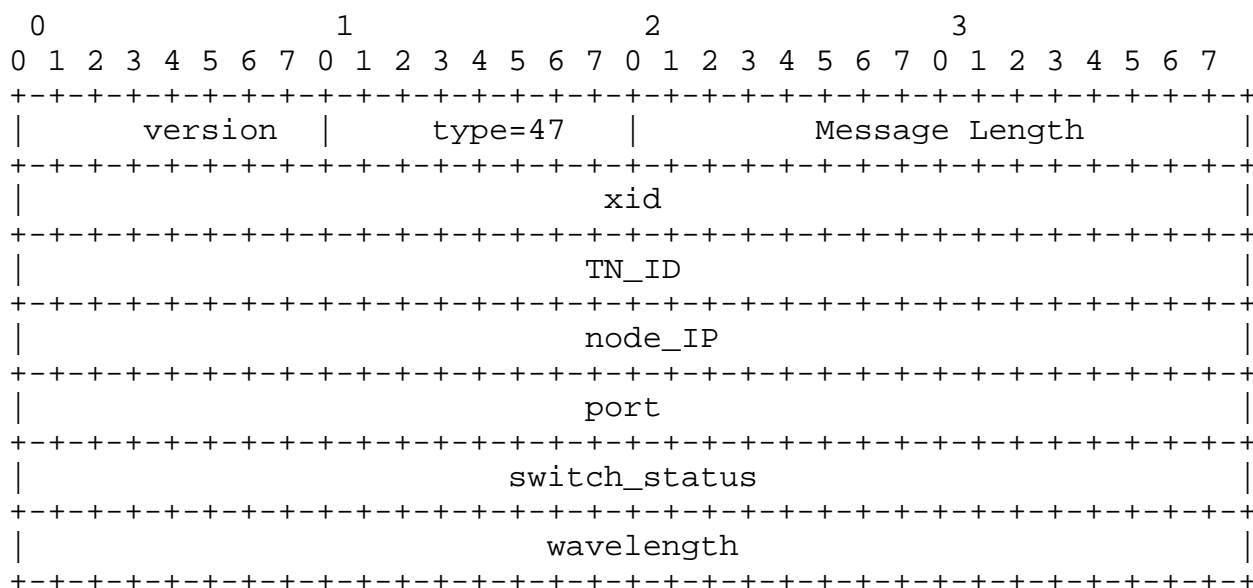 0                   1                   2                   3
0 1 2 3 4 5 6 7 0 1 2 3 4 5 6 7 0 1 2 3 4 5 6 7 0 1 2 3 4 5 6 7
+-+-+-+-+-+-+-+-+-+-+-+-+-+-+-+-+-+-+-+-+-+-+-+-+-+-+-+-+-+-+-+-+
|      version  |     type=47   |         Message Length        |
+-+-+-+-+-+-+-+-+-+-+-+-+-+-+-+-+-+-+-+-+-+-+-+-+-+-+-+-+-+-+-+-+
|                              xid                              |
+-+-+-+-+-+-+-+-+-+-+-+-+-+-+-+-+-+-+-+-+-+-+-+-+-+-+-+-+-+-+-+-+
|                             TN_ID                             |
+-+-+-+-+-+-+-+-+-+-+-+-+-+-+-+-+-+-+-+-+-+-+-+-+-+-+-+-+-+-+-+-+
|                             node_IP                           |
+-+-+-+-+-+-+-+-+-+-+-+-+-+-+-+-+-+-+-+-+-+-+-+-+-+-+-+-+-+-+-+-+
|                             port                              |
+-+-+-+-+-+-+-+-+-+-+-+-+-+-+-+-+-+-+-+-+-+-+-+-+-+-+-+-+-+-+-+-+
|                         switch_status                         |
+-+-+-+-+-+-+-+-+-+-+-+-+-+-+-+-+-+-+-+-+-+-+-+-+-+-+-+-+-+-+-+-+
|                           wavelength                          |
+-+-+-+-+-+-+-+-+-+-+-+-+-+-+-+-+-+-+-+-+-+-+-+-+-+-+-+-+-+-+-+-+